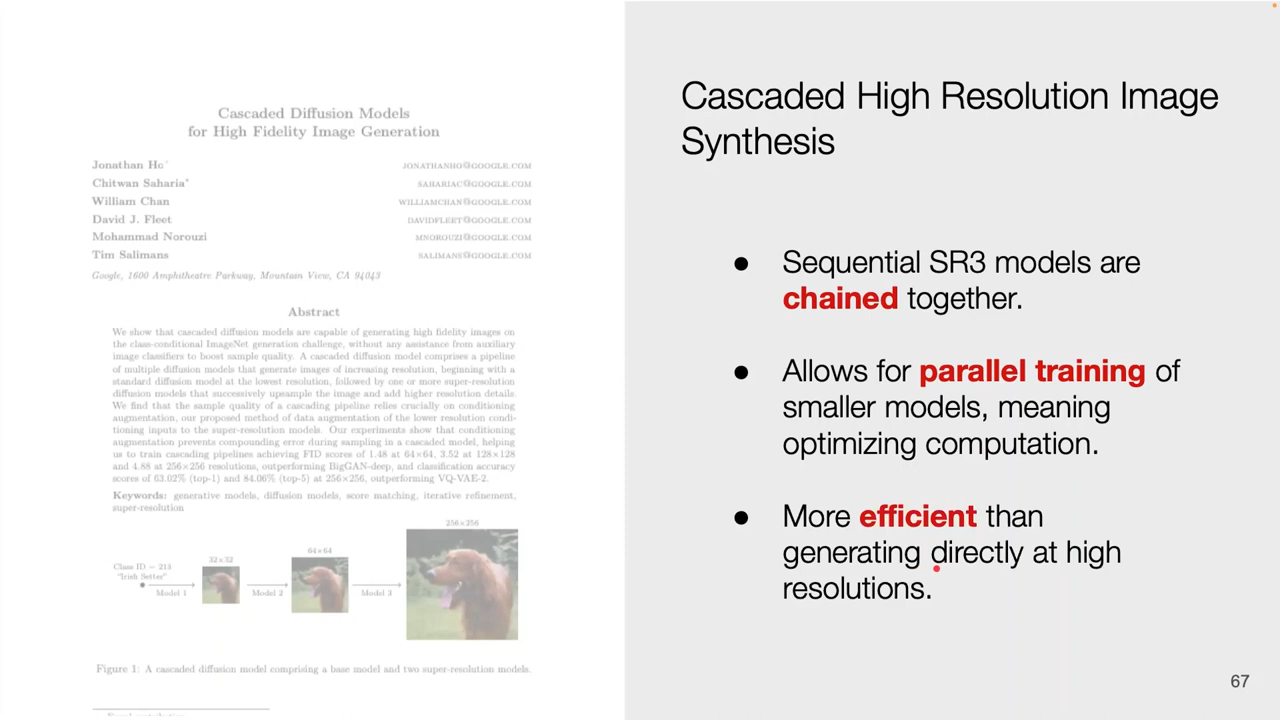 Cascaded Diffusion Models
for High Fidelity Image Generation
Jonathan Ho*
JONATHANHO@GOOGLE.COM
Chitwan Saharia*
SAHARIAC@GOOGLE.COM
William Chan
WILLIAMCHAN@GOOGLE.COM
David J. Fleet
DAVIDFLEET@GOOGLE.COM
Mohammad Norouzi
MNOROUZI@GOOGLE.COM
Tim Salimans
SALIMANS@GOOGLE.COM
Google, 1600 Amphitheatre Parkway, Mountain View, CA 94043
Abstract
We show that cascaded diffusion models are capable of generating high fidelity images on
the class-conditional ImageNet generation challenge, without any assistance from auxiliary
image classifiers to boost sample quality. A cascaded diffusion model comprises a pipeline
of multiple diffusion models that generate images of increasing resolution, beginning with a
standard diffusion model at the lowest resolution, followed by one or more super-resolution
diffusion models that successively upsample the image and add higher resolution details.
We find that the sample quality of a cascading pipeline relies crucially on conditioning
augmentation, our proposed method of data augmentation of the lower resolution condi-
tioning inputs to the super-resolution models. Our experiments show that conditioning
augmentation prevents compounding error during sampling in a cascaded model, helping
us to train cascading pipelines achieving FID scores of 1.48 at 64×64, 3.52 at 128×128
and 4.88 at 256×256 resolutions, outperforming BigGAN-deep, and classification accuracy
scores of 63.02% (top-1) and 84.06% (top-5) at 256×256, outperforming VQ-VAE-2.
Keywords: generative models, diffusion models, score matching, iterative refinement,
super-resolution
Class ID = 213
"Irish Setter"
Model 1
32×32
Model 2
64×64
Model 3
256×256
Figure 1: A cascaded diffusion model comprising a base model and two super-resolution models.
Cascaded High Resolution Image
Synthesis
● Sequential SR3 models are
chained together.
● Allows for parallel training of
smaller models, meaning
optimizing computation.
● More efficient than
generating directly at high
resolutions.
67